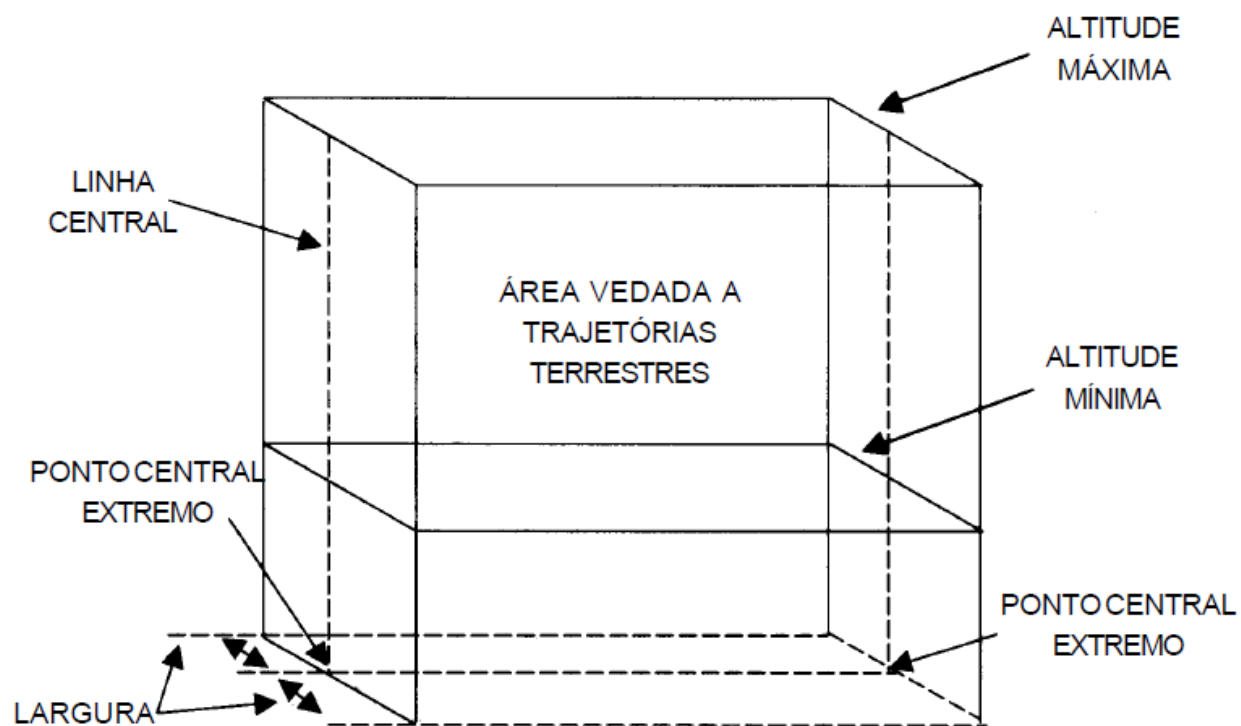 ALTITUDE
MÁXIMA
LINHA
CENTRAL
ÁREA VEDADA A
TRAJETÓRIAS
TERRESTRES
ALTITUDE
MÍNIMA
PONTO CENTRAL
EXTREMO
PONTO CENTRAL
EXTREMO
LARGURA